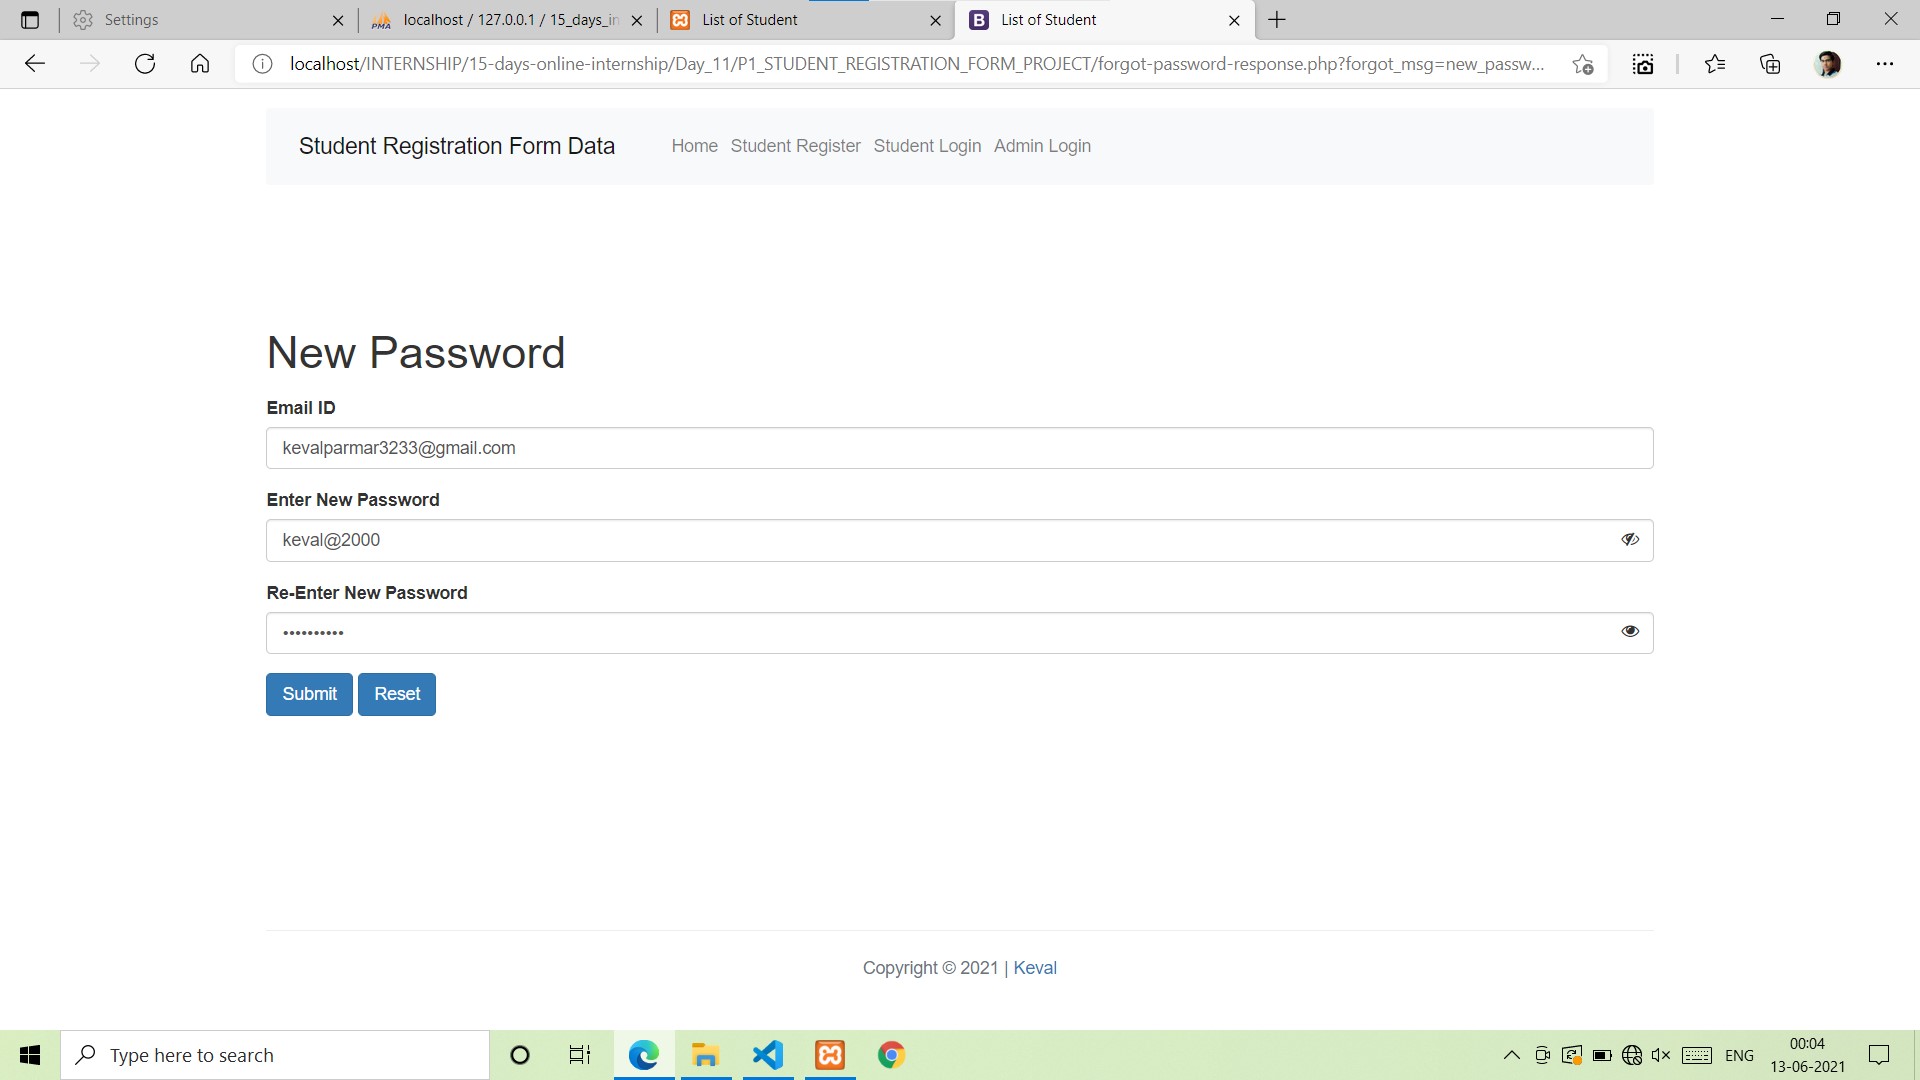 Settings
localhost / 127.0.0.1 / 15_days_in
List of Student
List of Student
localhost/INTERNSHIP/15-days-online-internship/Day_11/P1_STUDENT_REGISTRATION_FORM_PROJECT/forgot-password-response.php?forgot_msg=new_passw...
Student Registration Form Data
Home Student Register Student Login Admin Login
New Password
Email ID
kevalparmar3233@gmail.com
Enter New Password
keval@2000
Re-Enter New Password
••••••••••
Submit Reset
Copyright © 2021 | Keval
Type here to search
ENG
00:04
13-06-2021